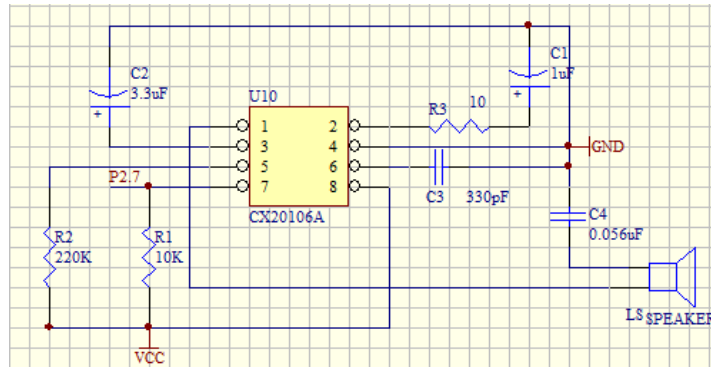 C1
1uF
C2
3.3uF
U10
R3
10
1
2
3
4
5
6
7
8
GND
P2.7
C3
330pF
CX20106A
C4
0.056uF
R2
220K
R1
10K
LS
SPEAKER
VCC